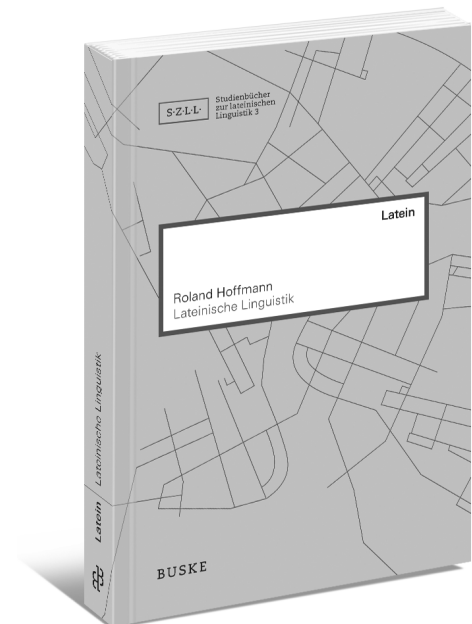 S·Z·L·L·
Studienbücher
zur lateinischen
Linguistik 3
Latein
Roland Hoffmann
Lateinische Linguistik
BUSKE
Latein Lateinische Linguistik